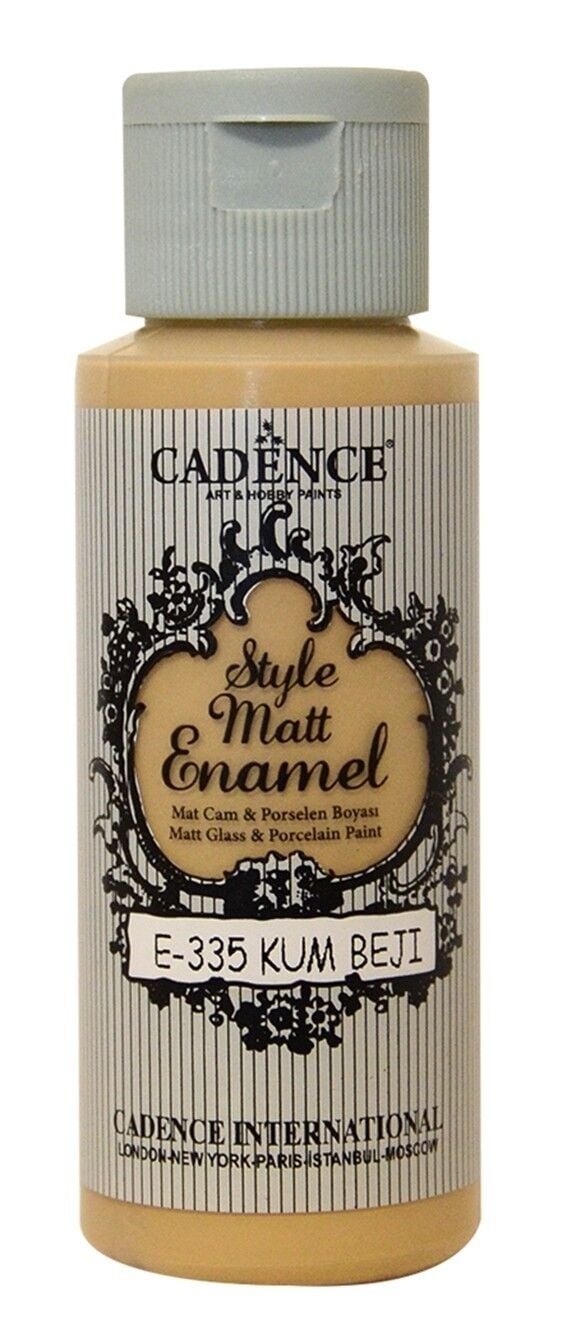 CADENCE®
ART & HOBBY PAINTS
Style
Matt
Enamel
Mat Cam & Porselen Boyası
Matt Glass & Porcelain Paint
E-335 KUM BEJI
CADENCE INTERNATIONAL
LONDON-NEW YORK-PARIS-İSTANBUL-MOSCOW